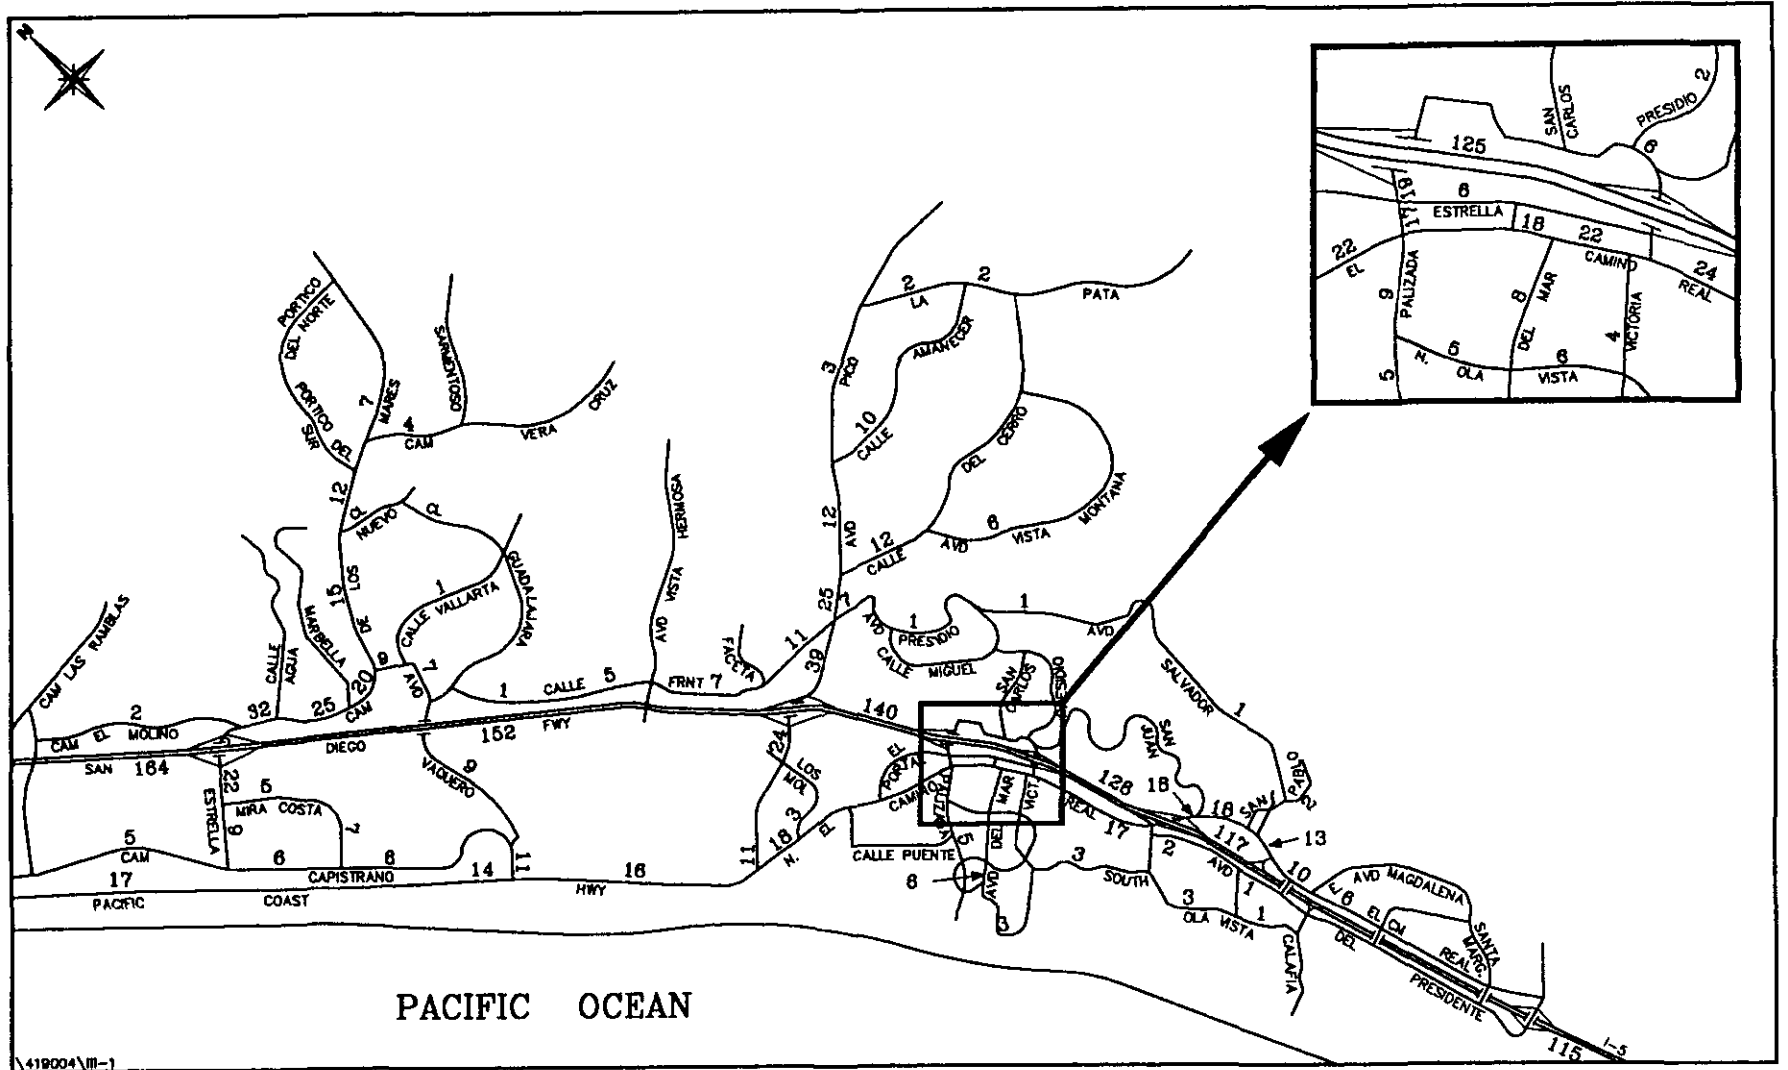 N
2
PRESIDIO
SAN CARLOS
6
125
6
ESTRELLA
19
17
18
22
CAMINO
24
REAL
22
EL
PALIZADA
9
8
DEL MAR
VICTORIA
4
N. 5 OLA
6
VISTA
5
PORTICO DEL NORTE
PORTICO DEL SUR
SARMENTOSO
7
MARES
4
CAM
VERA
CRUZ
2
LA
2
PATA
AMANECER
3
PICO
10
CALLE
DEL CERRO
MONTANA
12
CL
NUEVO
CL
HERMOSA
12
AVD
12
CALLE
AVD
6
VISTA
15
LOS
DE
1
CALLE VALLARTA
GUADALAJARA
CAM LAS RAMBLAS
CALLE AGUA
MARBELLA
9
7
AVD
AVD VISTA
FACETA
11
25
7
AVD
1
PRESIDIO
CALLE MIGUEL
1
AVD
SALVADOR
1
SAN CARLOS
20
CAM
25
32
2
CAM EL MOLINO
1
CALLE
5
FRNT 7
39
140
SAN
164
DIEGO
152
FWY
22
ESTRELLA
9
5
MIRA COSTA
7
9
VAQUERO
24
LOS MOL
3
18
N. EL
PORTAL
EL
CAMINO
MAR
VICT.
REAL
17
128
SAN JUAN
18
18
SAN PABLO
2
13
117
5
CAM
6
8
CAPISTRANO
17
PACIFIC
COAST
14
11
HWY
16
11
CALLE PUENTE
5
DEL
AVD
6
3
3
SOUTH
2
AVD
1
10
3
OLA VISTA
1
CALAFIA
6
EL CM REAL
AVD MAGDALENA
SANTA MARG.
DEL
PRESIDENTE
115
I-5
PACIFIC OCEAN
\419004\III-1